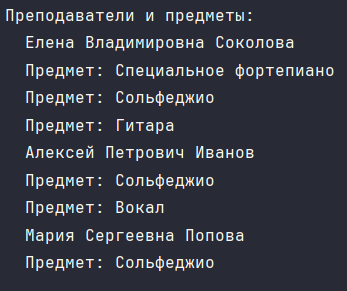 Преподаватели и предметы:
Елена Владимировна Соколова
Предмет: Специальное фортепиано
Предмет: Сольфеджио
Предмет: Гитара
Алексей Петрович Иванов
Предмет: Сольфеджио
Предмет: Вокал
Мария Сергеевна Попова
Предмет: Сольфеджио